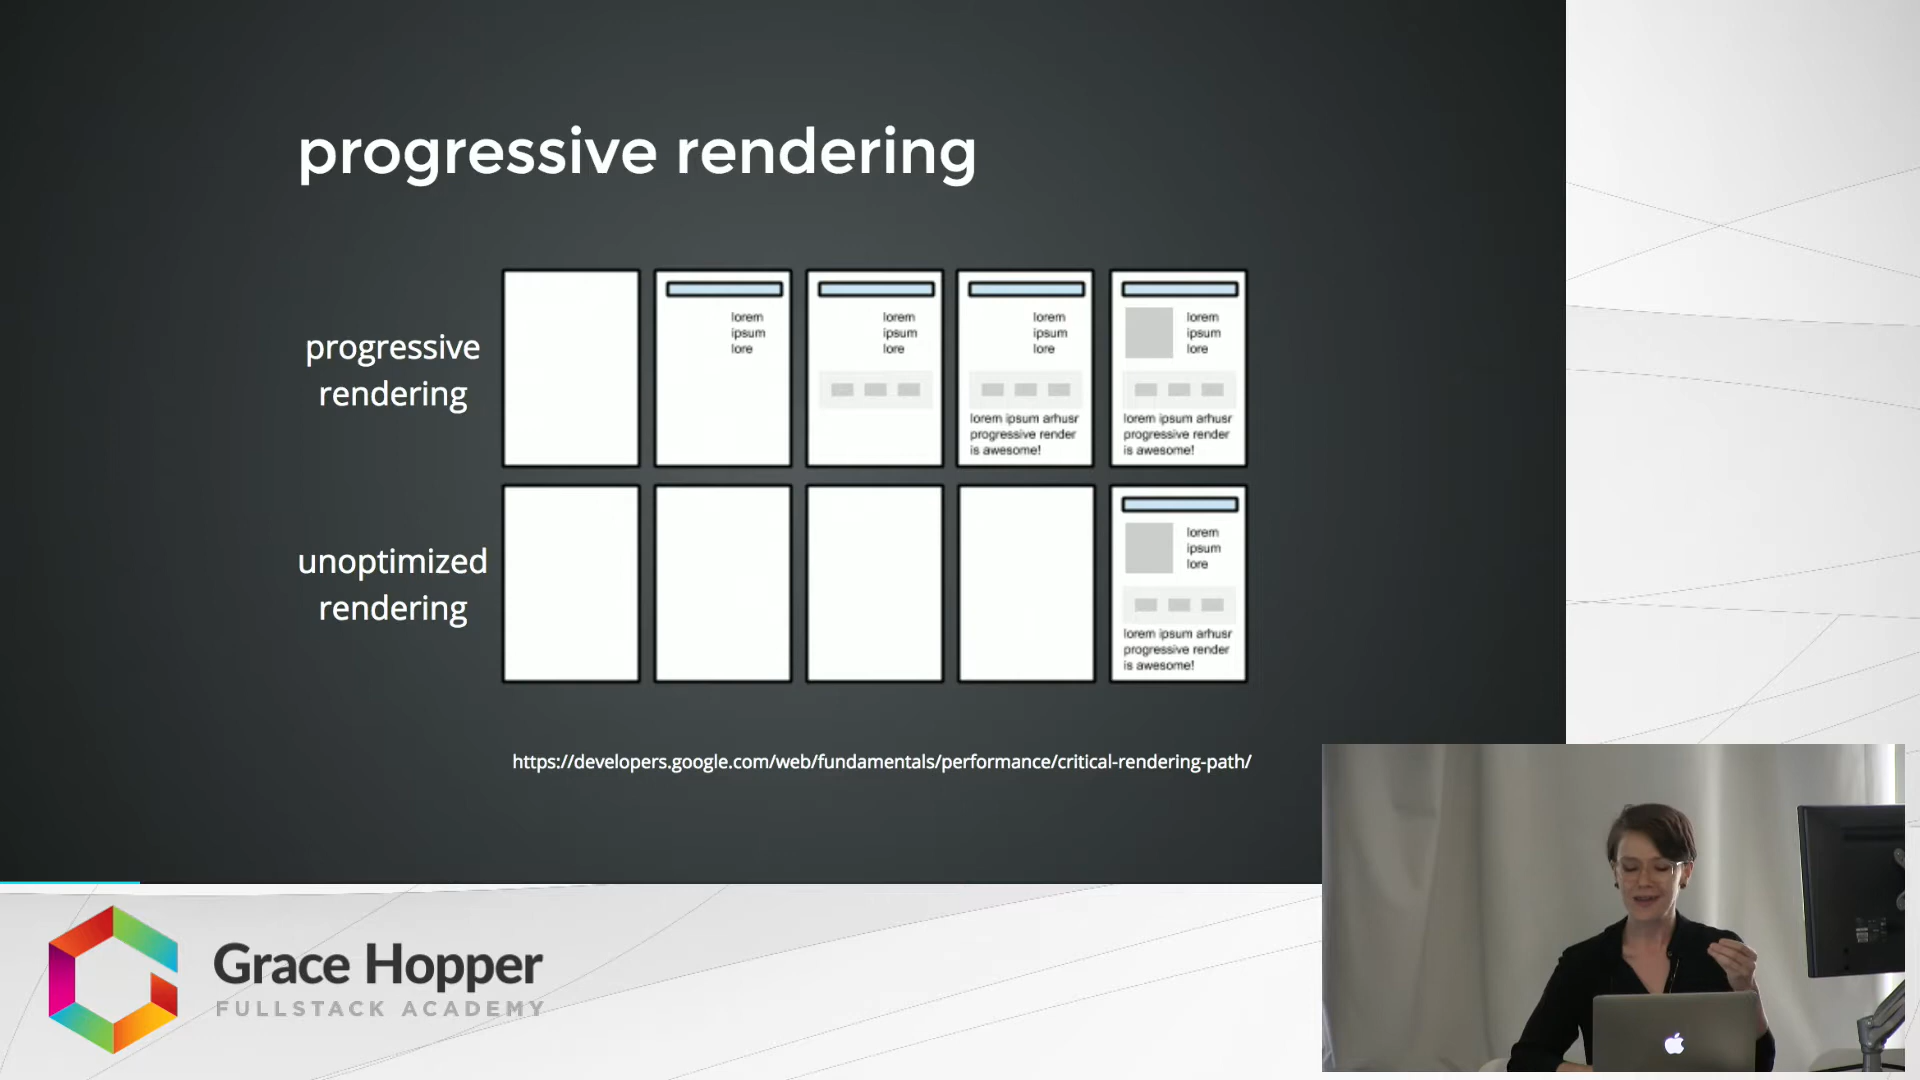 progressive rendering
progressive
rendering
lorem
ipsum
lore
lorem
ipsum
lore
lorem
ipsum
lore
lorem ipsum arhusr
progressive render
is awesome!
lorem
ipsum
lore
lorem ipsum arhusr
progressive render
is awesome!
unoptimized
rendering
lorem
ipsum
lore
lorem ipsum arhusr
progressive render
is awesome!
https://developers.google.com/web/fundamentals/performance/critical-rendering-path/
Grace Hopper
FULLSTACK ACADEMY